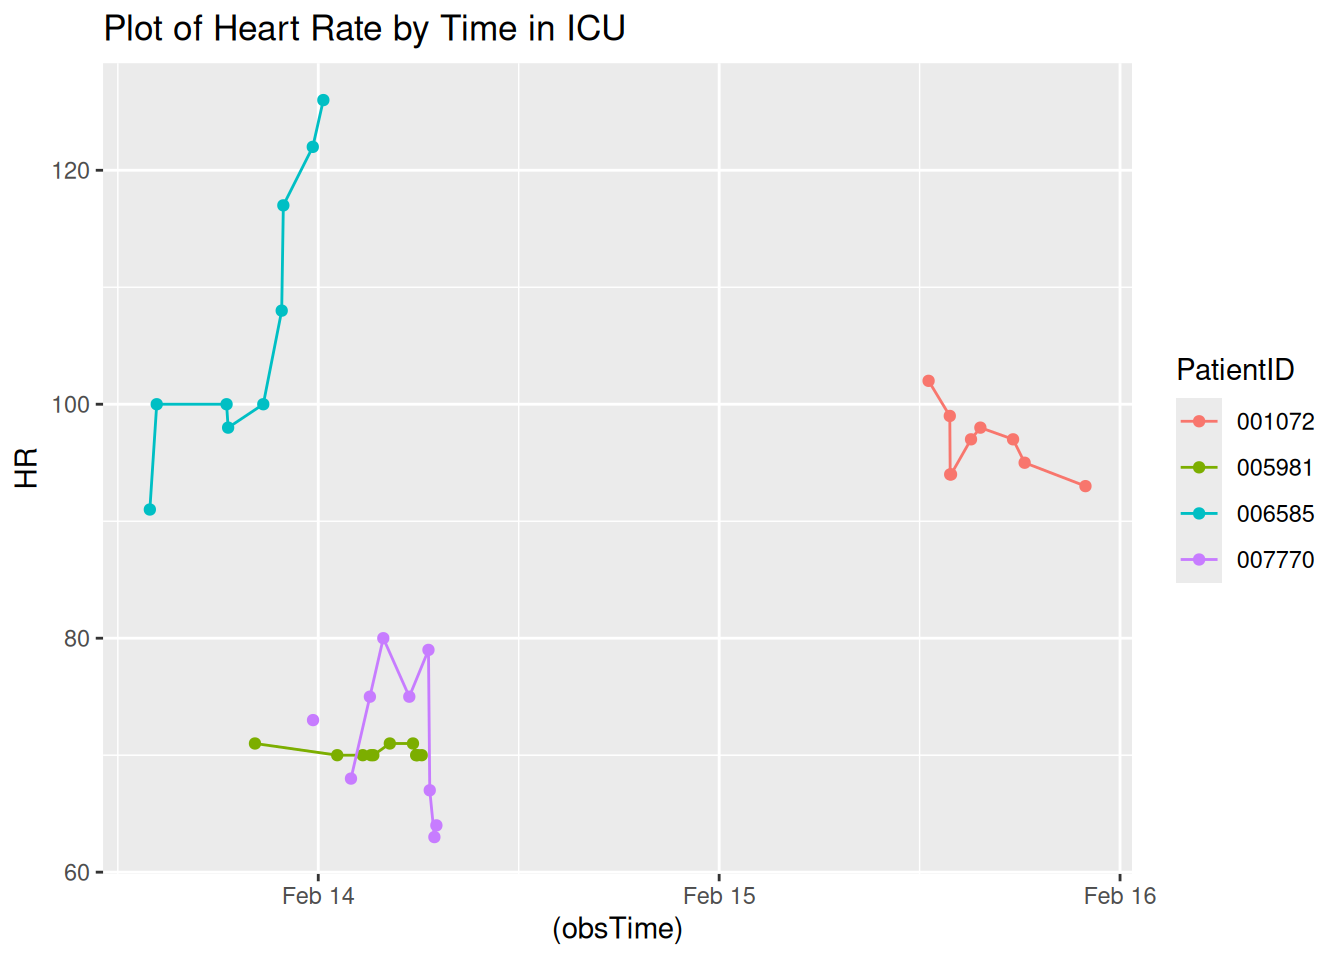 Plot of Heart Rate by Time in ICU
120
100
80
60
HR
Feb 14
Feb 15
Feb 16
(obsTime)
PatientID
001072
005981
006585
007770